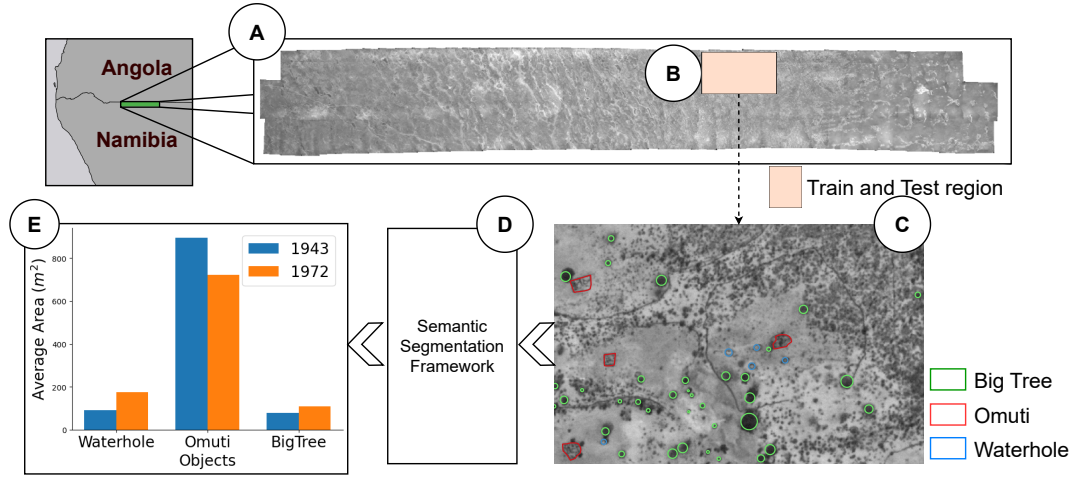 A
Angola
Namibia
B
Train and Test region
E
D
C
Average Area (m²)
800
600
400
200
0
1943
1972
Waterhole
Omuti
BigTree
Objects
Semantic
Segmentation
Framework
Big Tree
Omuti
Waterhole